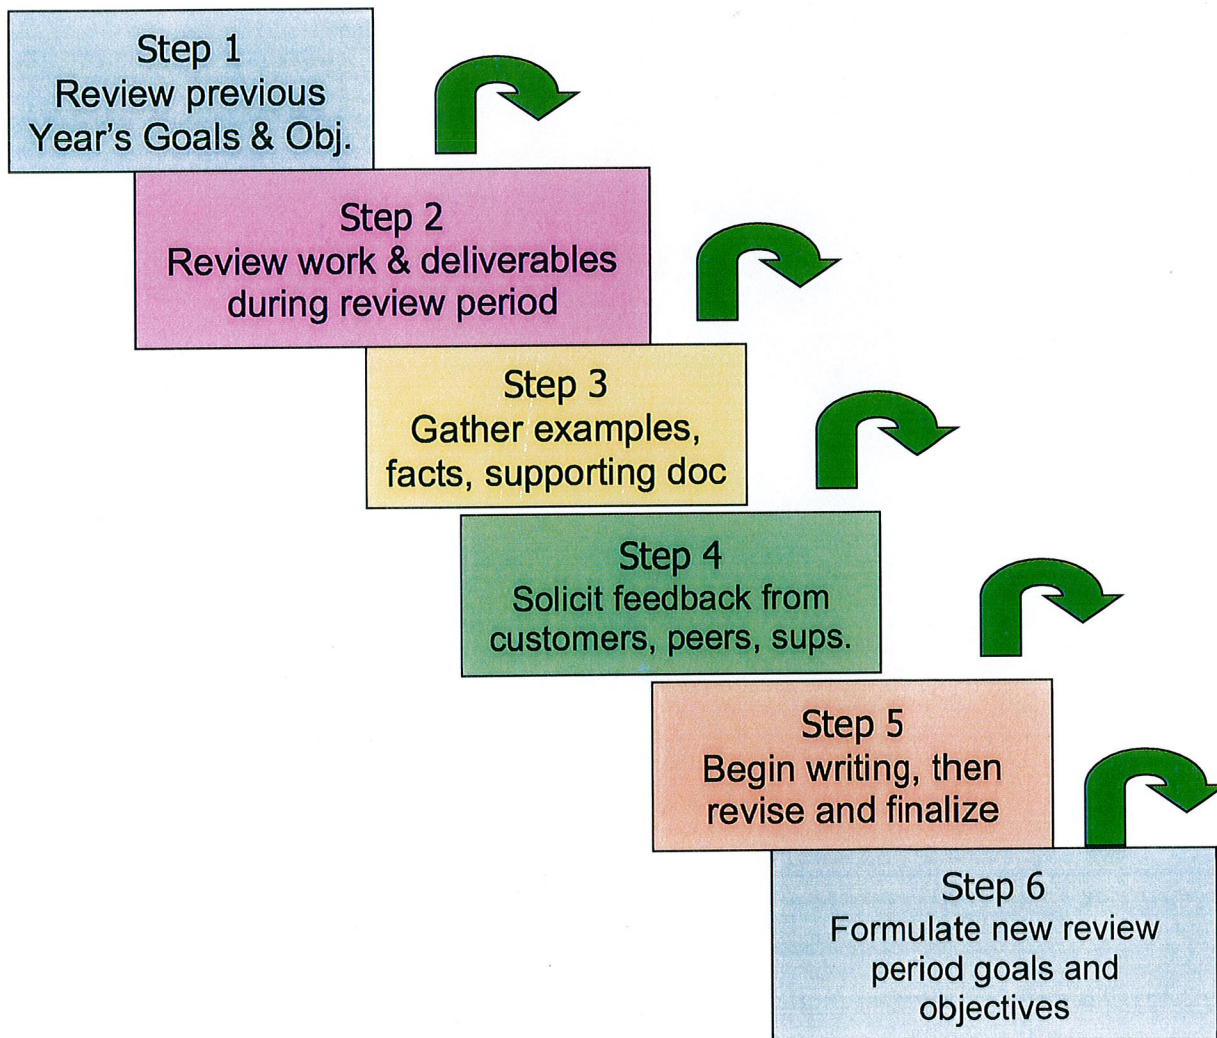 Step 1
Review previous
Year's Goals & Obj.
Step 2
Review work & deliverables
during review period
Step 3
Gather examples,
facts, supporting doc
Step 4
Solicit feedback from
customers, peers, sups.
Step 5
Begin writing, then
revise and finalize
Step 6
Formulate new review
period goals and
objectives